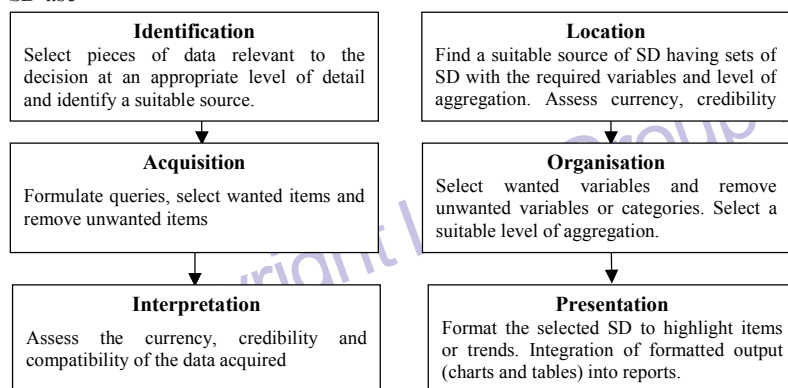 Identification
Select pieces of data relevant to the
decision at an appropriate level of detail
and identify a suitable source.
Acquisition
Formulate queries, select wanted items and
remove unwanted items
Interpretation
Assess the currency, credibility and
compatibility of the data acquired
Location
Find a suitable source of SD having sets of
SD with the required variables and level of
aggregation. Assess currency, credibility
Organisation
Select wanted variables and remove
unwanted variables or categories. Select a
suitable level of aggregation.
Presentation
Format the selected SD to highlight items
or trends. Integration of formatted output
(charts and tables) into reports.